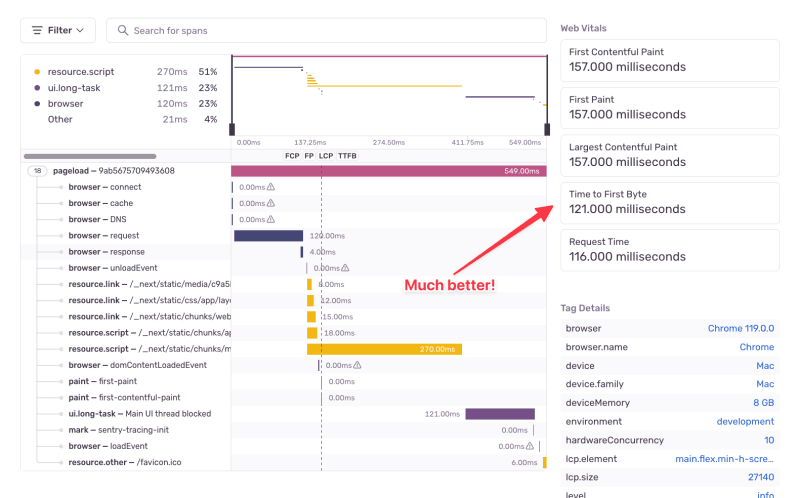 Filter
Search for spans
resource.script 270ms 51%
ui.long-task 121ms 23%
browser 120ms 23%
Other 21ms 4%
0.00ms 137.25ms 274.50ms 411.75ms 549.00ms
FCP FP LCP TTFB
18 pageload — 9ab5675709493608 549.00ms
browser — connect 0.00ms
browser — cache 0.00ms
browser — DNS 0.00ms
browser — request 120.00ms
browser — response 4.00ms
browser — unloadEvent 0.00ms
resource.link — /_next/static/media/c9a5 8.00ms
resource.link — /_next/static/css/app/lay 12.00ms
resource.link — /_next/static/chunks/web 15.00ms
resource.script — /_next/static/chunks/a 18.00ms
resource.script — /_next/static/chunks/m 270.00ms
browser — domContentLoadedEvent 0.00ms
paint — first-paint 0.00ms
paint — first-contentful-paint 0.00ms
ui.long-task — Main UI thread blocked 121.00ms
mark — sentry-tracing-init 0.00ms
browser — loadEvent 0.00ms
resource.other — /favicon.ico 6.00ms
Much better!
Web Vitals
First Contentful Paint
157.000 milliseconds
First Paint
157.000 milliseconds
Largest Contentful Paint
157.000 milliseconds
Time to First Byte
121.000 milliseconds
Request Time
116.000 milliseconds
Tag Details
browser Chrome 119.0.0
browser.name Chrome
device Mac
device.family Mac
deviceMemory 8 GB
environment development
hardwareConcurrency 10
lcp.element main.flex.min-h-scre...
lcp.size 27140
level info